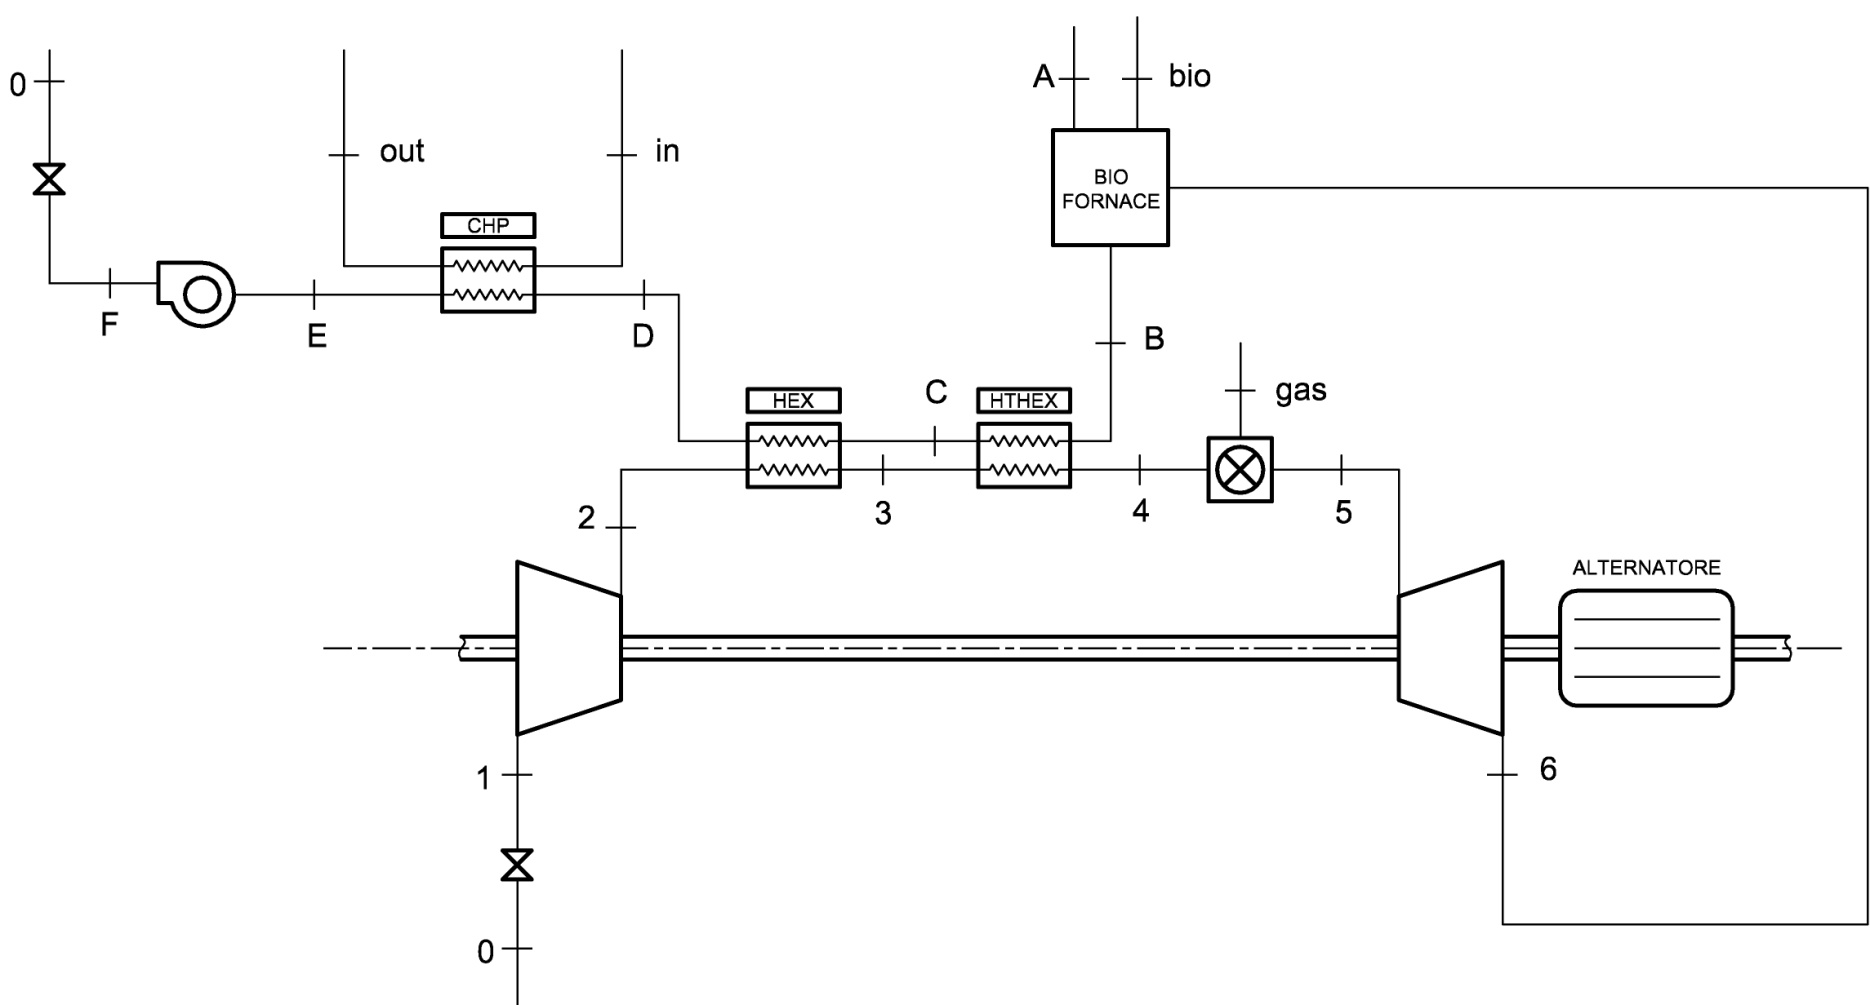 A
bio
0
out
in
BIO
FORNACE
CHP
F
E
D
B
HEX
C
HTHEX
gas
2
3
4
5
ALTERNATORE
1
6
0